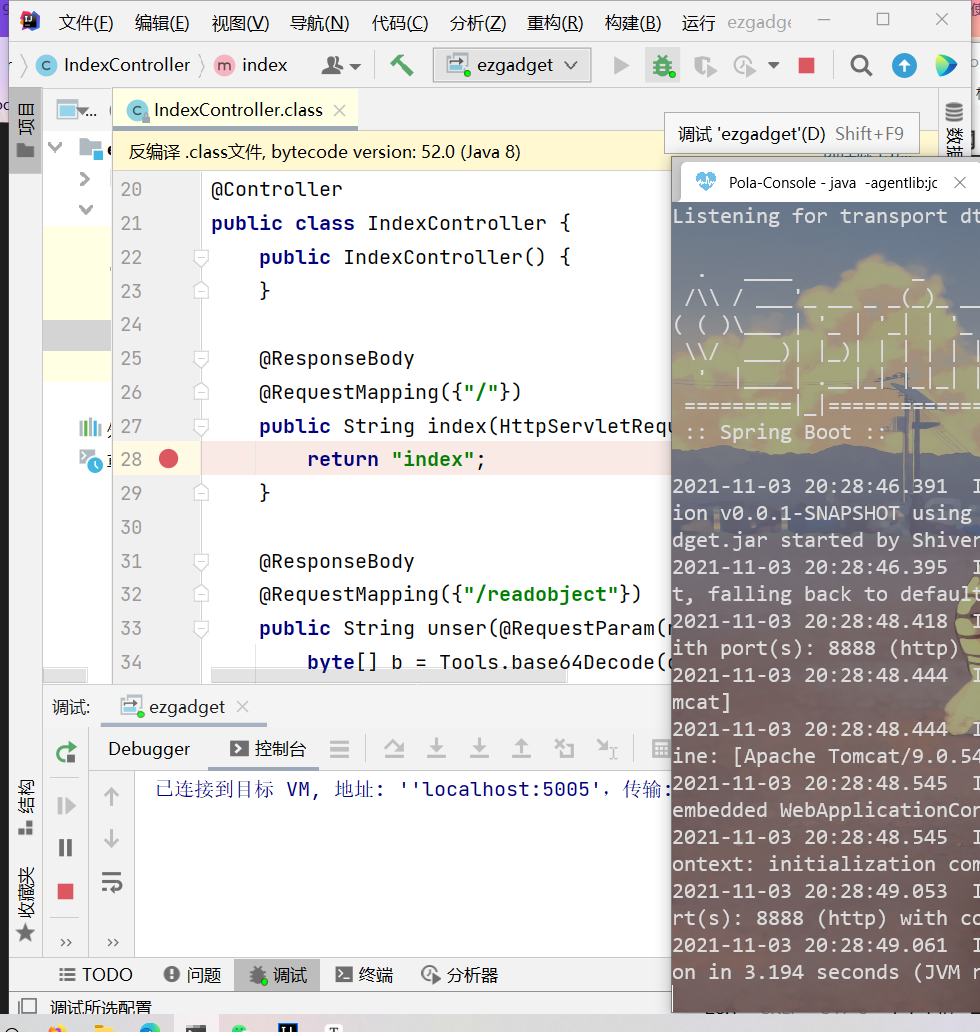 文件(F) 编辑(E) 视图(V) 导航(N) 代码(C) 分析(Z) 重构(R) 构建(B) 运行 ezgadge
IndexController index ezgadget
项目
IndexController.class
调试 'ezgadget'(D) Shift+F9
反编译 .class文件, bytecode version: 52.0 (Java 8)
数据
20 @Controller
21 public class IndexController {
22 public IndexController() {
23 }
24
25 @ResponseBody
26 @RequestMapping({"/"})
27 public String index(HttpServletRequ
28 return "index";
29 }
30
31 @ResponseBody
32 @RequestMapping({"/readobject"})
33 public String unser(@RequestParam(
34 byte[] b = Tools.base64Decode(
Pola-Console - java -agentlib:jc
Listening for transport dt
:: Spring Boot ::
2021-11-03 20:28:46.391 I
ion v0.0.1-SNAPSHOT using
dget.jar started by Shiver
2021-11-03 20:28:46.395 I
t, falling back to default
2021-11-03 20:28:48.418 I
ith port(s): 8888 (http)
2021-11-03 20:28:48.444 I
mcat]
2021-11-03 20:28:48.444 I
ine: [Apache Tomcat/9.0.54
2021-11-03 20:28:48.545 I
embedded WebApplicationCon
2021-11-03 20:28:48.545 I
ontext: initialization com
2021-11-03 20:28:49.053 I
rt(s): 8888 (http) with co
2021-11-03 20:28:49.061 I
on in 3.194 seconds (JVM r
调试: ezgadget
Debugger 控制台
已连接到目标 VM, 地址: ''localhost:5005', 传输:
结构
收藏夹
TODO 问题 调试 终端 分析器
调试所选配置